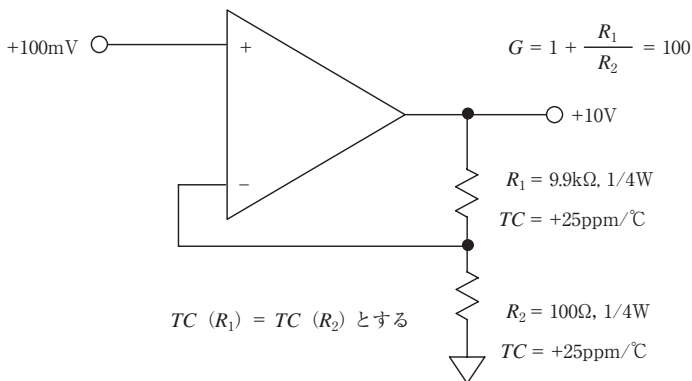 +100mV
+
−
G = 1 + R1/R2 = 100
+10V
R1 = 9.9kΩ, 1/4W
TC = +25ppm/℃
TC (R1) = TC (R2) とする
R2 = 100Ω, 1/4W
TC = +25ppm/℃